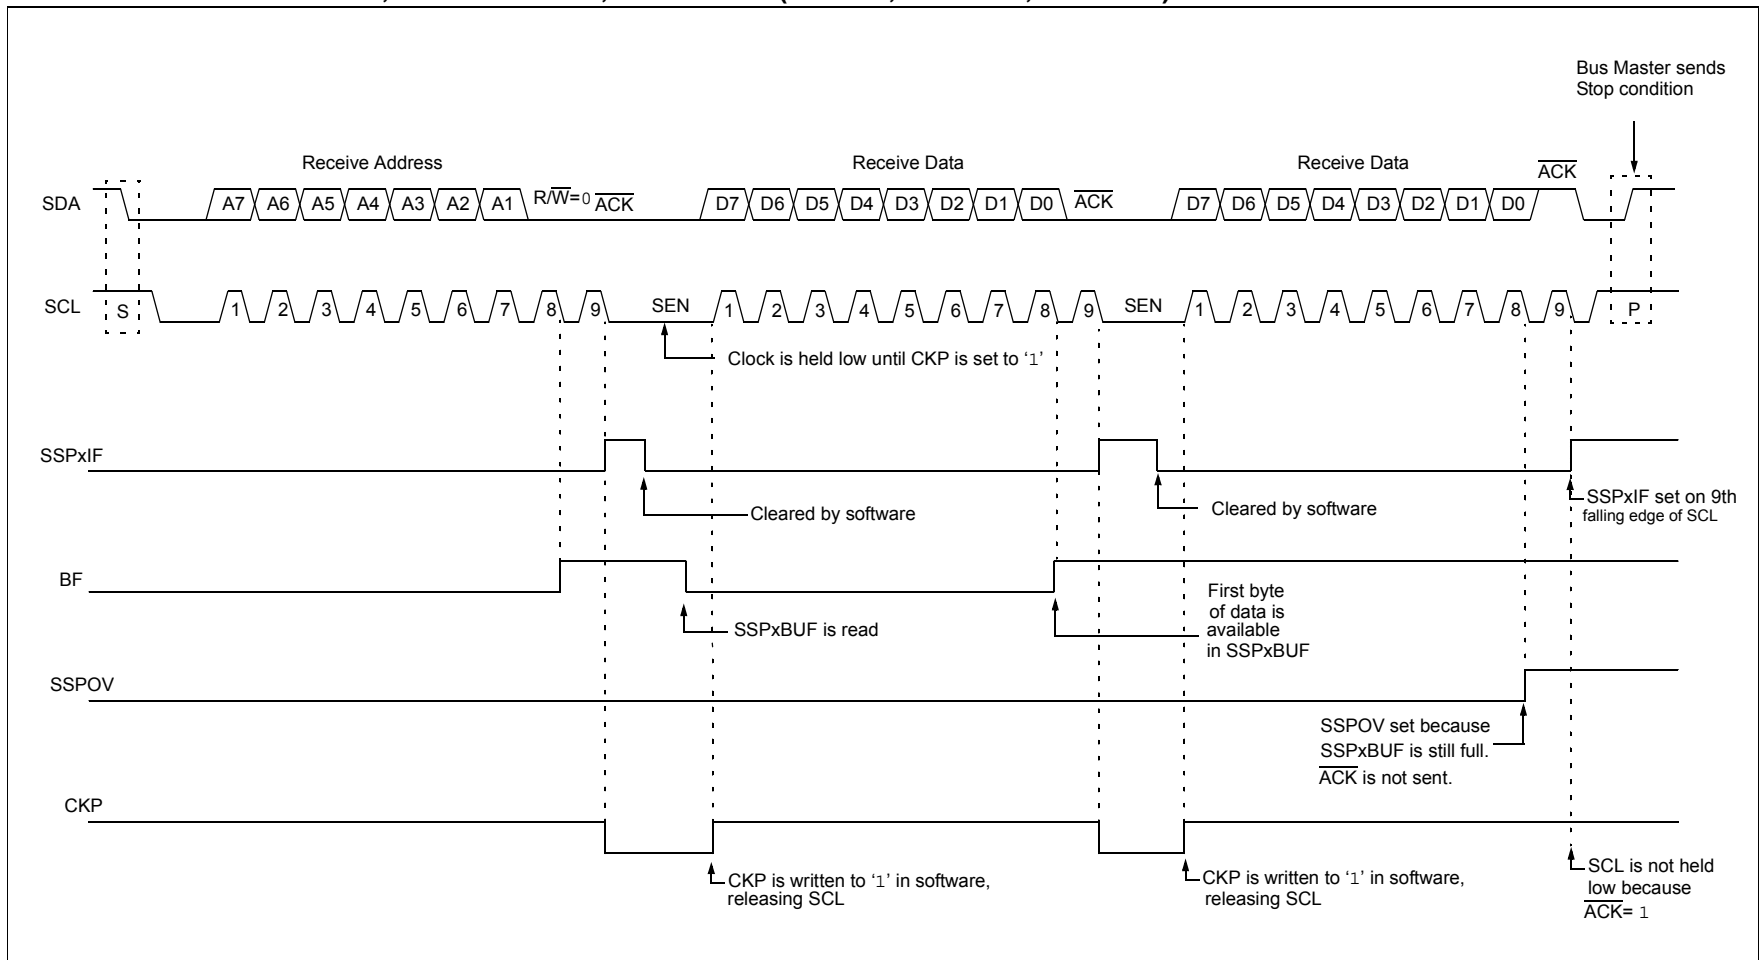 Bus Master sends
Stop condition
Receive Address
Receive Data
Receive Data
ACK
SDA
A7 A6 A5 A4 A3 A2 A1 R/W=0 ACK
D7 D6 D5 D4 D3 D2 D1 D0 ACK
D7 D6 D5 D4 D3 D2 D1 D0
SCL
S
1 2 3 4 5 6 7 8 9 SEN
1 2 3 4 5 6 7 8 9 SEN
1 2 3 4 5 6 7 8 9
P
Clock is held low until CKP is set to ‘1’
SSPxIF
Cleared by software
Cleared by software
SSPxIF set on 9th
falling edge of SCL
BF
SSPxBUF is read
First byte
of data is
available
in SSPxBUF
SSPOV
SSPOV set because
SSPxBUF is still full.
ACK is not sent.
CKP
CKP is written to ‘1’ in software,
releasing SCL
CKP is written to ‘1’ in software,
releasing SCL
SCL is not held
low because
ACK= 1